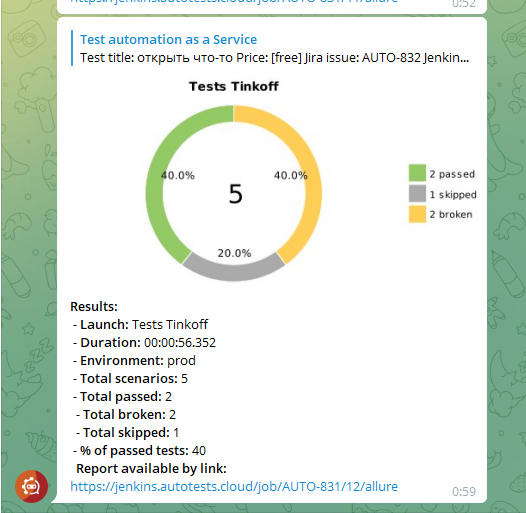 https://jenkins.autotests.cloud/job/AUTO-831/11/allure
0:52
Test automation as a Service
Test title: открыть что-то Price: [free] Jira issue: AUTO-832 Jenkin...
Tests Tinkoff
40.0%
40.0%
5
20.0%
2 passed
1 skipped
2 broken
Results:
- Launch: Tests Tinkoff
- Duration: 00:00:56.352
- Environment: prod
- Total scenarios: 5
- Total passed: 2
- Total broken: 2
- Total skipped: 1
- % of passed tests: 40
Report available by link:
https://jenkins.autotests.cloud/job/AUTO-831/12/allure
0:59